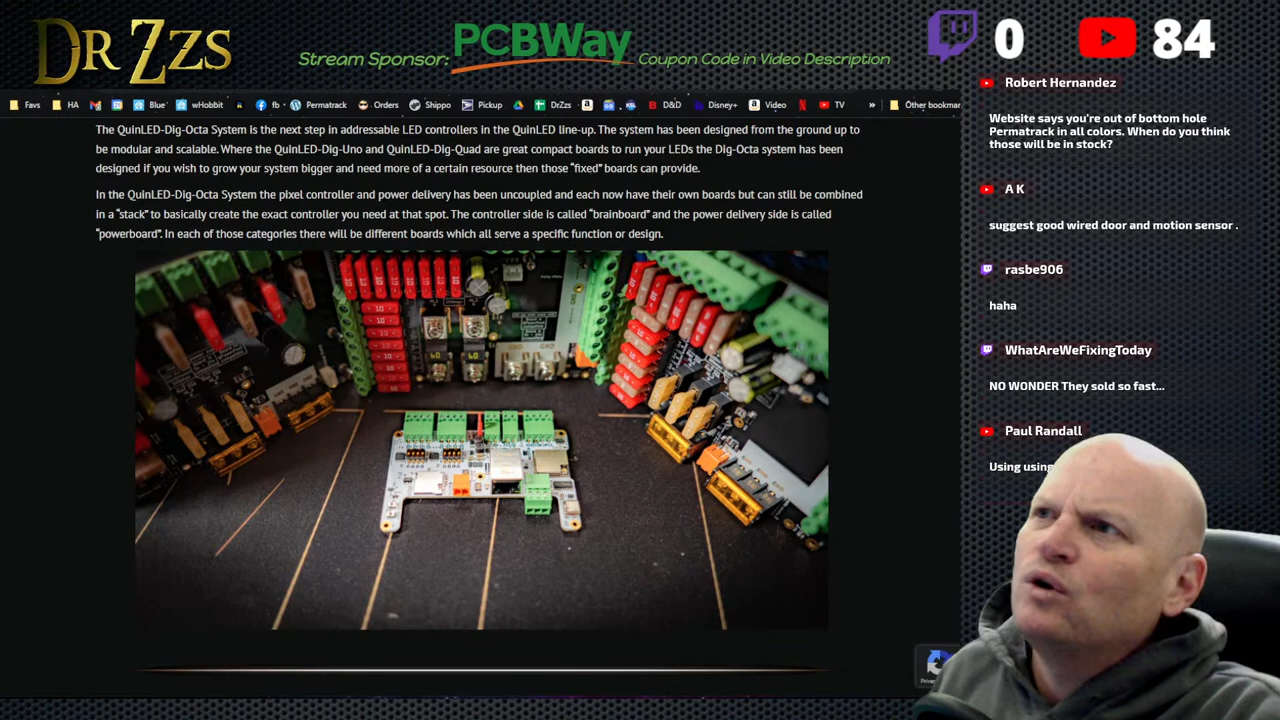 DR ZZS
Stream Sponsor: PCBWay Coupon Code in Video Description
0
84
Favs HA Blue wHobbit fb Permatrack Orders Shippo Pickup DrZzs D&D Disney+ Video TV » Other bookmar
The QuinLED-Dig-Octa System is the next step in addressable LED controllers in the QuinLED line-up. The system has been designed from the ground up to
be modular and scalable. Where the QuinLED-Dig-Uno and QuinLED-Dig-Quad are great compact boards to run your LEDs the Dig-Octa system has been
designed if you wish to grow your system bigger and need more of a certain resource then those “fixed” boards can provide.
In the QuinLED-Dig-Octa System the pixel controller and power delivery has been uncoupled and each now have their own boards but can still be combined
in a “stack” to basically create the exact controller you need at that spot. The controller side is called “brainboard” and the power delivery side is called
“powerboard”. In each of those categories there will be different boards which all serve a specific function or design.
Robert Hernandez
Website says you're out of bottom hole
Permatrack in all colors. When do you think
those will be in stock?
A K
suggest good wired door and motion sensor .
rasbe906
haha
WhatAreWeFixingToday
NO WONDER They sold so fast...
Paul Randall
Using using